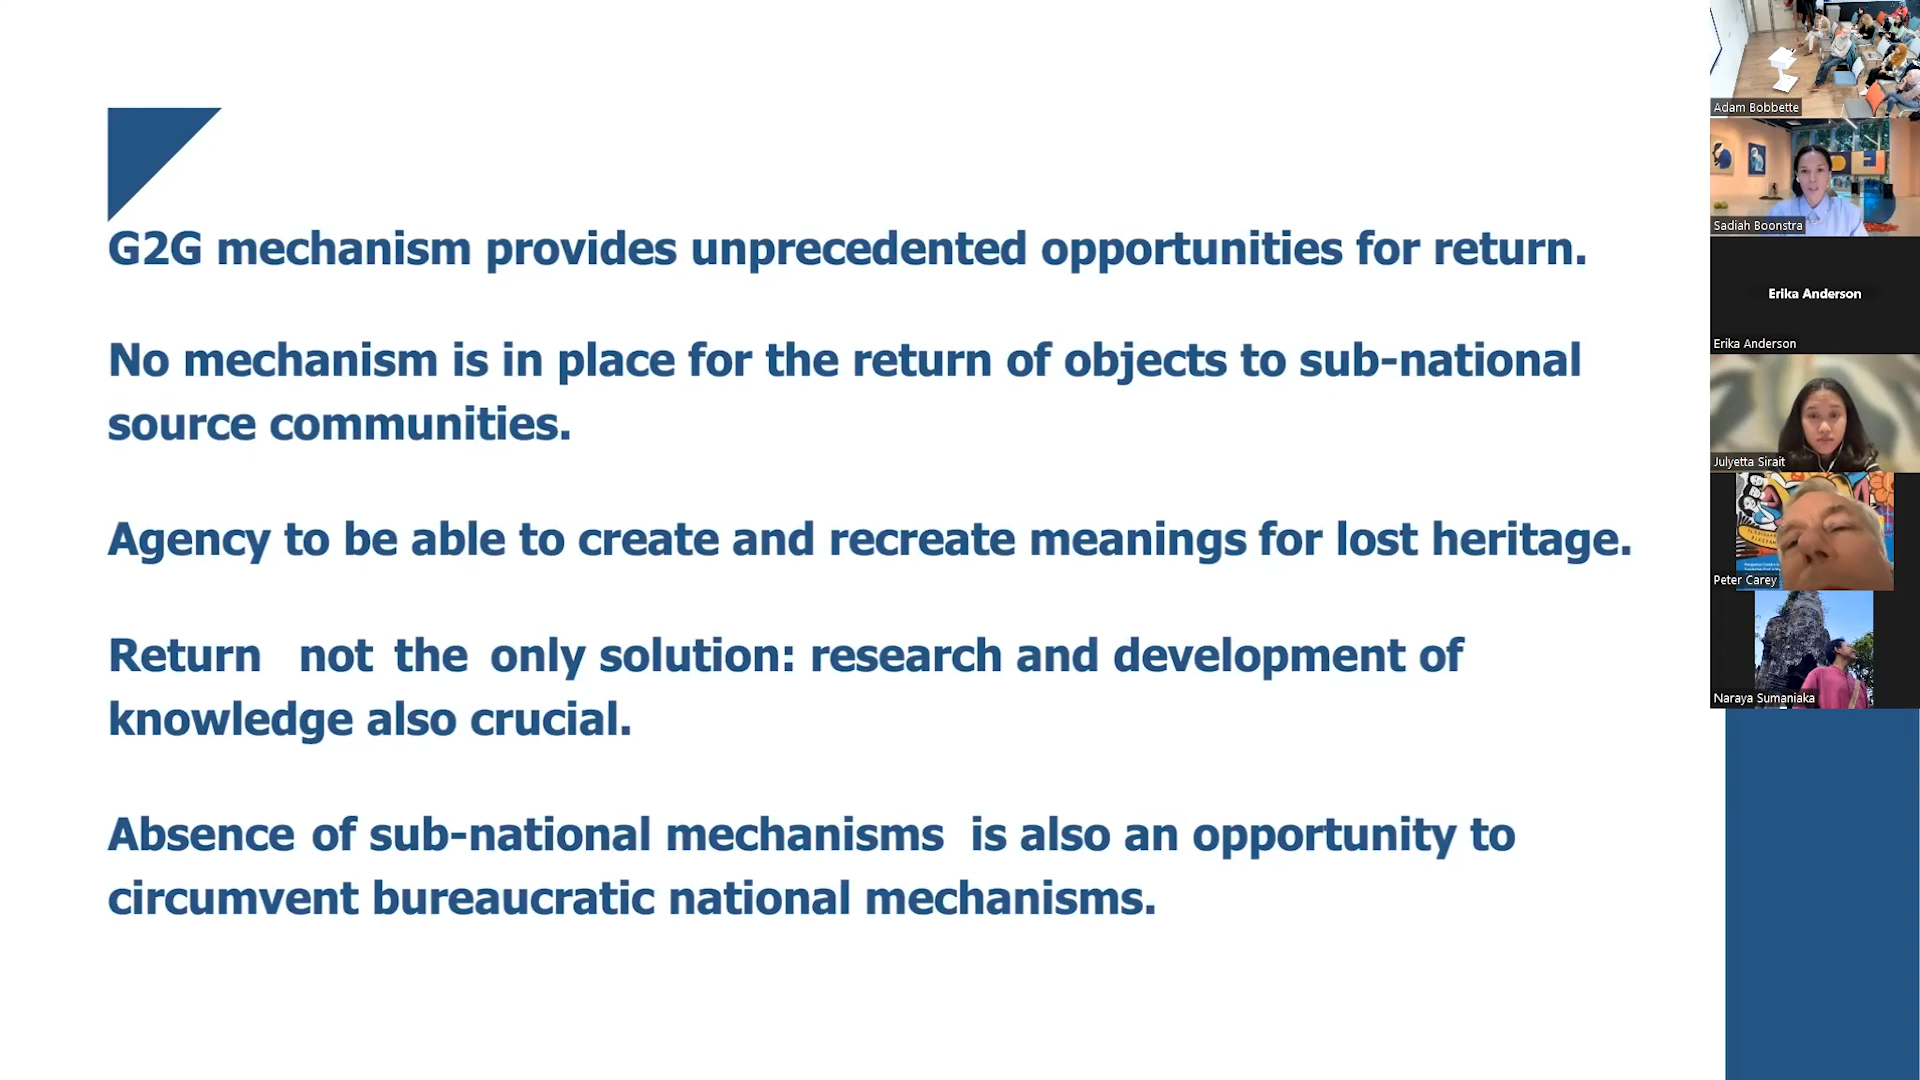 G2G mechanism provides unprecedented opportunities for return.
No mechanism is in place for the return of objects to sub-national
source communities.
Agency to be able to create and recreate meanings for lost heritage.
Return not the only solution: research and development of
knowledge also crucial.
Absence of sub-national mechanisms is also an opportunity to
circumvent bureaucratic national mechanisms.
Adam Bobbette
Sadiah Boonstra
Erika Anderson
Erika Anderson
Julyetta Sirait
Peter Carey
Naraya Sumaniaka